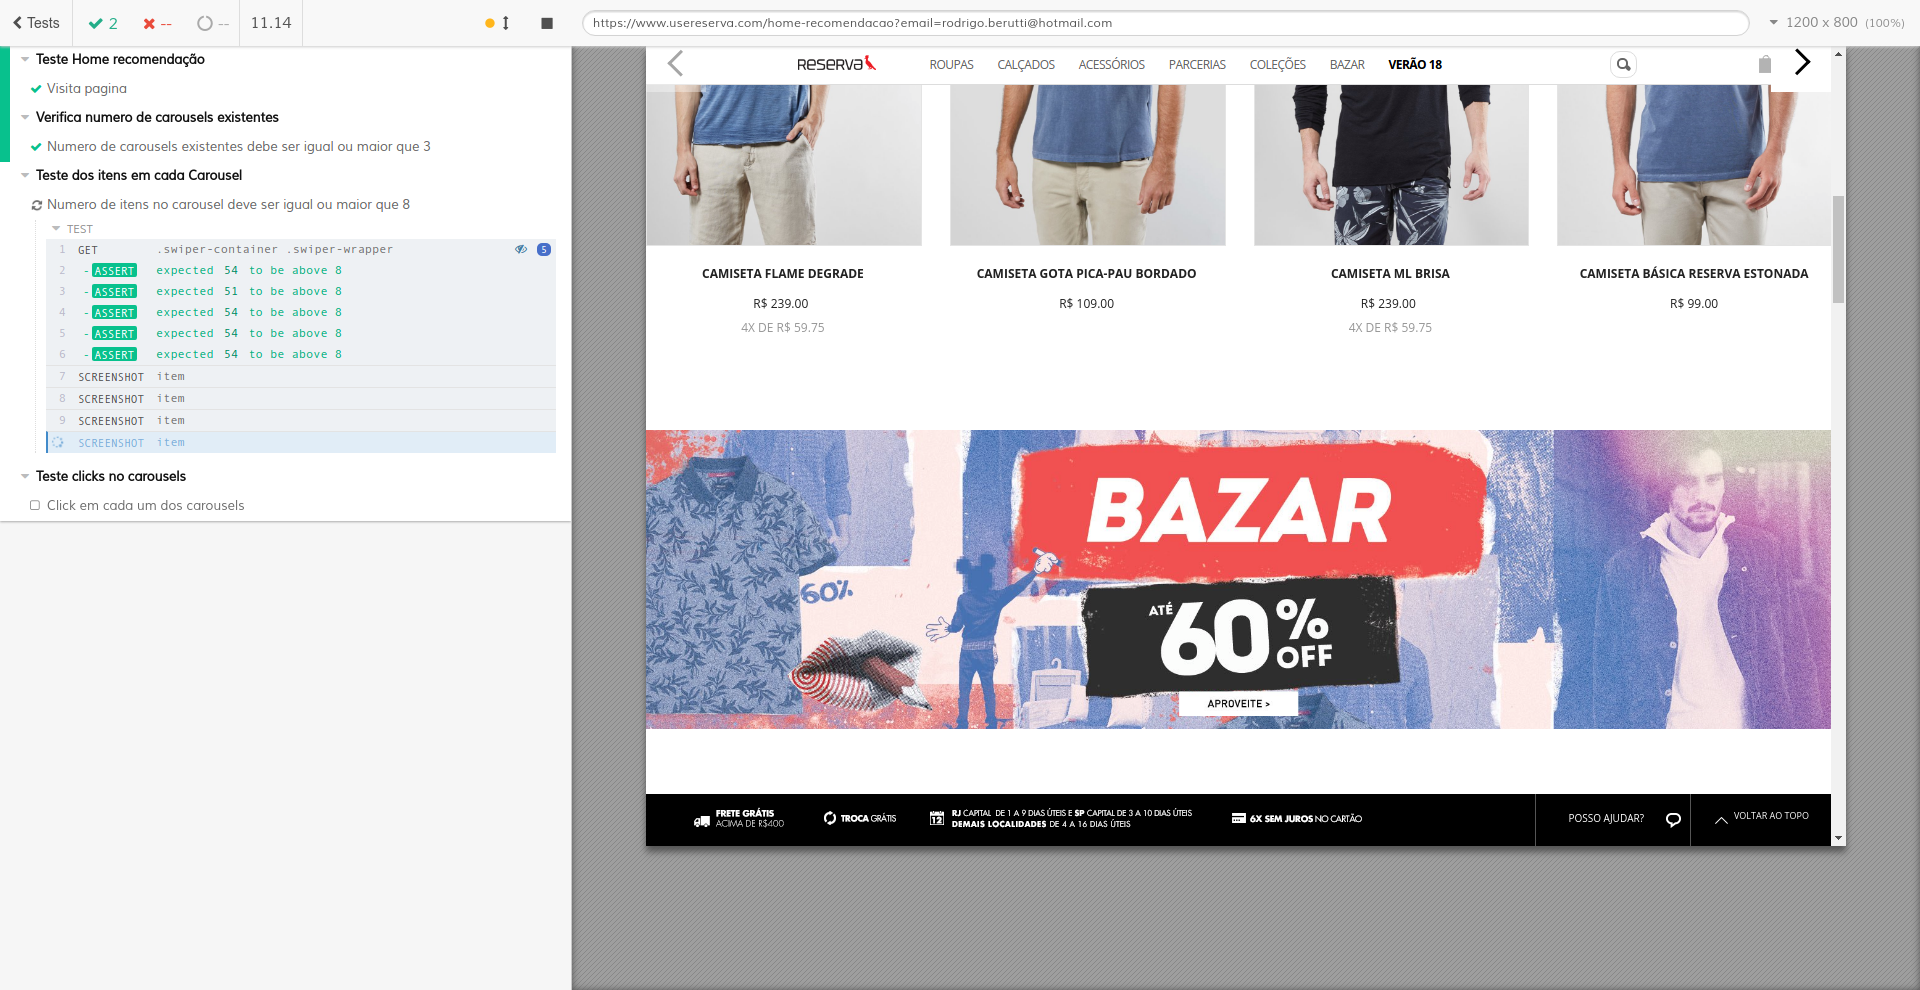 Tests
2
--
--
11.14
https://www.usereserva.com/home-recomendacao?email=rodrigo.berutti@hotmail.com
1200 x 800 (100%)
Teste Home recomendação
Visita pagina
Verifica numero de carousels existentes
Numero de carousels existentes debe ser igual ou maior que 3
Teste dos itens em cada Carousel
Numero de itens no carousel deve ser igual ou maior que 8
TEST
1 GET .swiper-container .swiper-wrapper 5
2 -ASSERT expected 54 to be above 8
3 -ASSERT expected 51 to be above 8
4 -ASSERT expected 54 to be above 8
5 -ASSERT expected 54 to be above 8
6 -ASSERT expected 54 to be above 8
7 SCREENSHOT item
8 SCREENSHOT item
9 SCREENSHOT item
SCREENSHOT item
Teste clicks no carousels
Click em cada um dos carousels
RESERVA ROUPAS CALÇADOS ACESSÓRIOS PARCERIAS COLEÇÕES BAZAR VERÃO 18
CAMISETA FLAME DEGRADE
R$ 239.00
4X DE R$ 59.75
CAMISETA GOTA PICA-PAU BORDADO
R$ 109.00
CAMISETA ML BRISA
R$ 239.00
4X DE R$ 59.75
CAMISETA BÁSICA RESERVA ESTONADA
R$ 99.00
BAZAR
60%
ATÉ
60%
OFF
APROVEITE >
FRETE GRÁTIS
ACIMA DE R$400
TROCA GRÁTIS
12
RJ CAPITAL DE 1 A 9 DIAS ÚTEIS E SP CAPITAL DE 3 A 10 DIAS ÚTEIS
DEMAIS LOCALIDADES DE 4 A 16 DIAS ÚTEIS
6X SEM JUROS NO CARTÃO
POSSO AJUDAR?
VOLTAR AO TOPO